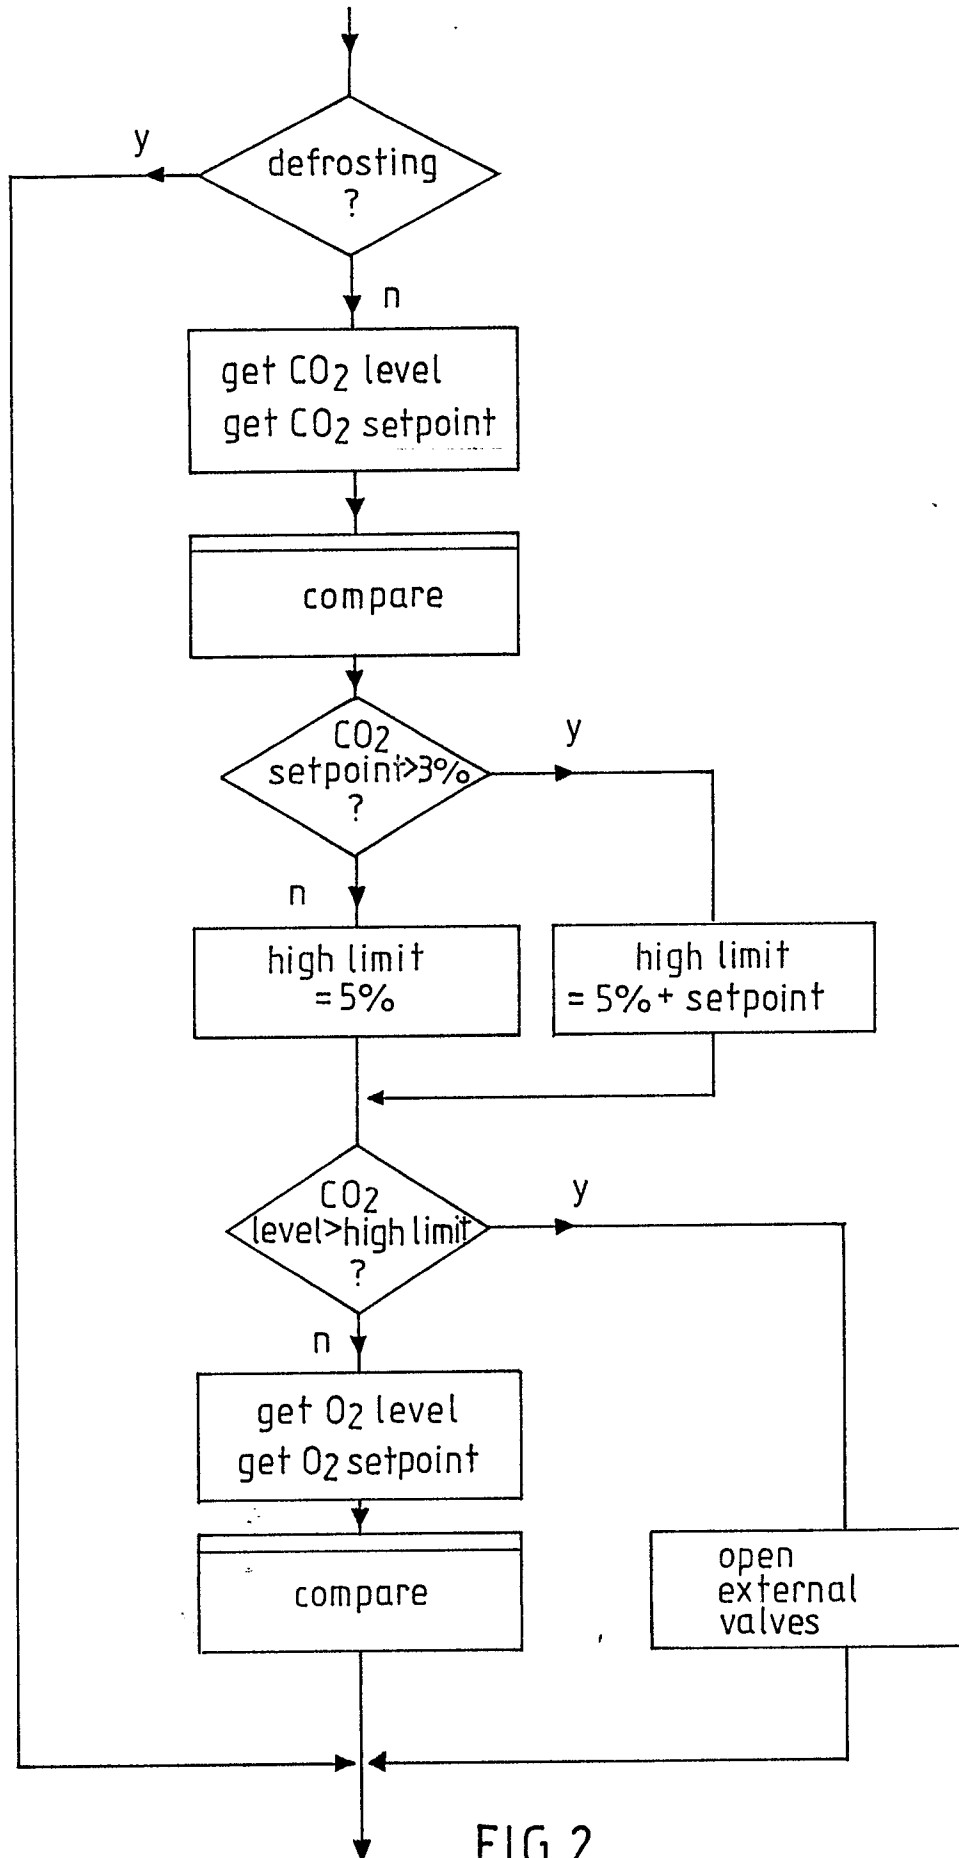 y
defrosting
?
n
get CO2 level
get CO2 setpoint
compare
CO2
setpoint>3%
?
y
n
high limit
=5%
high limit
= 5% + setpoint
CO2
level>high limit
?
y
n
get O2 level
get O2 setpoint
compare
open
external
valves
FIG 2